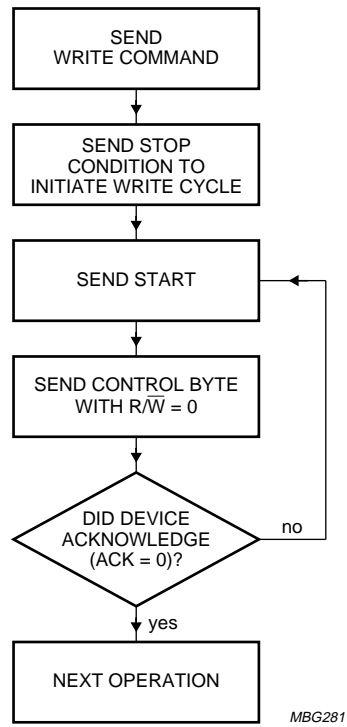 SEND
WRITE COMMAND
SEND STOP
CONDITION TO
INITIATE WRITE CYCLE
SEND START
SEND CONTROL BYTE
WITH R/W̅ = 0
DID DEVICE
ACKNOWLEDGE
(ACK = 0)?
no
yes
NEXT OPERATION
MBG281